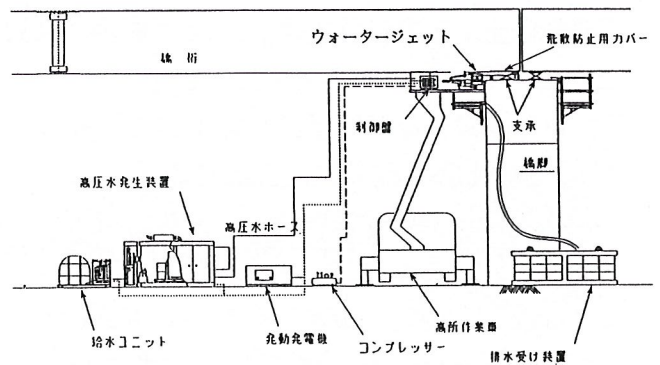 ウォータージェット
飛散防止用カバー
橋桁
制御盤
支承
橋脚
高圧水発生装置
高圧水ホース
給水ユニット
発動発電機
コンプレッサー
高所作業車
排水受け装置